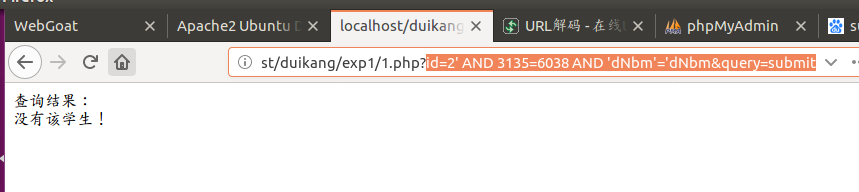 WebGoat
Apache2 Ubuntu
localhost/duikang
URL解码 - 在线
phpMyAdmin
st/duikang/exp1/1.php?id=2' AND 3135=6038 AND 'dNbm'='dNbm&query=submit
查询结果：
没有该学生！